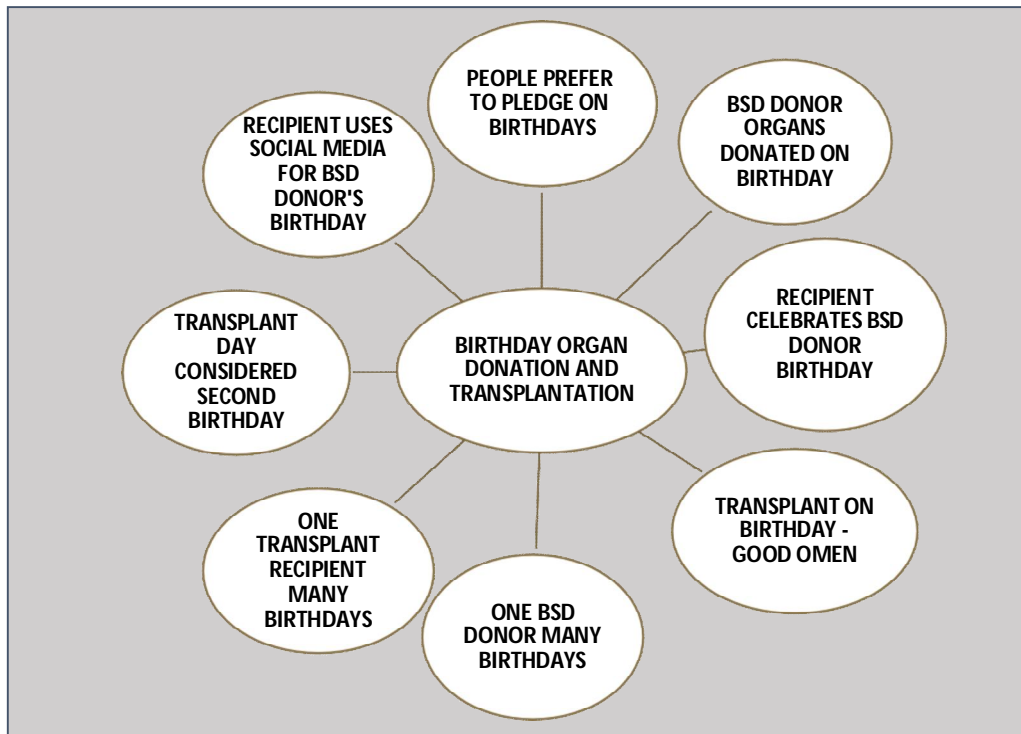 PEOPLE PREFER
TO PLEDGE ON
BIRTHDAYS
BSD DONOR
ORGANS
DONATED ON
BIRTHDAY
RECIPIENT
CELEBRATES BSD
DONOR
BIRTHDAY
TRANSPLANT ON
BIRTHDAY -
GOOD OMEN
ONE BSD
DONOR MANY
BIRTHDAYS
ONE
TRANSPLANT
RECIPIENT
MANY
BIRTHDAYS
TRANSPLANT
DAY
CONSIDERED
SECOND
BIRTHDAY
RECIPIENT USES
SOCIAL MEDIA
FOR BSD
DONOR'S
BIRTHDAY
BIRTHDAY ORGAN
DONATION AND
TRANSPLANTATION